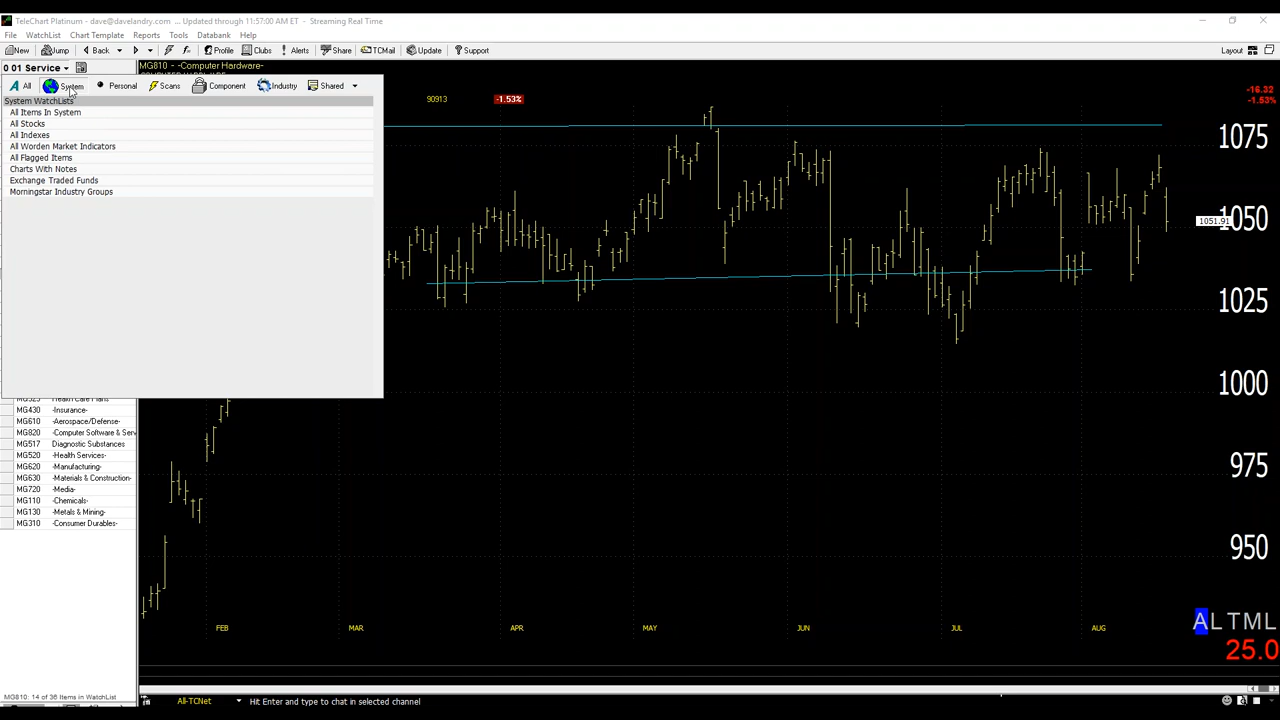 TeleChart Platinum - dave@davelandry.com ... Updated through 11:57:00 AM ET - Streaming Real Time
File WatchList Chart Template Reports Tools Databank Help
New Jump Back Profile Clubs Alerts Share TCMail Update Support Layout
0 01 Service
MG810 - -Computer Hardware-
All System Personal Scans Component Industry Shared
90913 -1.53%
-16.32
-1.53%
System WatchLists
All Items In System
All Stocks
All Indexes
All Worden Market Indicators
All Flagged Items
Charts With Notes
Exchange Traded Funds
Morningstar Industry Groups
1075
1050
1051.91
1025
1000
975
950
MG430 -Insurance-
MG610 -Aerospace/Defense-
MG820 -Computer Software & Serv
MG517 Diagnostic Substances
MG520 -Health Services-
MG620 -Manufacturing-
MG630 -Materials & Construction-
MG720 -Media-
MG110 -Chemicals-
MG130 -Metals & Mining-
MG310 -Consumer Durables-
FEB MAR APR MAY JUN JUL AUG
ALTML
25.0
MG810: 14 of 36 Items in WatchList
All-TCNet Hit Enter and type to chat in selected channel